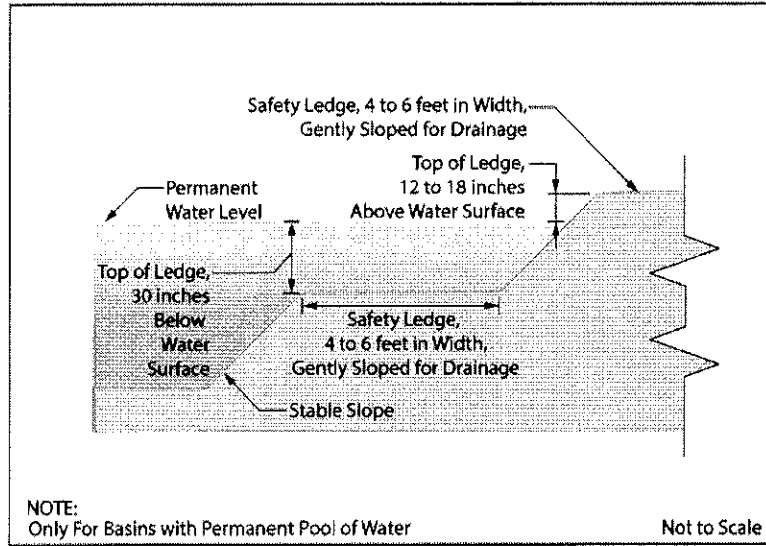 Safety Ledge, 4 to 6 feet in Width,
Gently Sloped for Drainage
Top of Ledge,
12 to 18 inches
Above Water Surface
Permanent
Water Level
Top of Ledge,
30 inches
Below
Water
Surface
Safety Ledge,
4 to 6 feet in Width,
Gently Sloped for Drainage
Stable Slope
NOTE:
Only For Basins with Permanent Pool of Water
Not to Scale